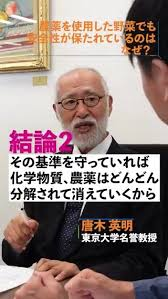 農薬を使用した野菜でも
安全性が保たれているのは
なぜ?
結論2
その基準を守っていれば
化学物質、農薬はどんどん
分解されて消えていくから
唐木 英明
東京大学名誉教授